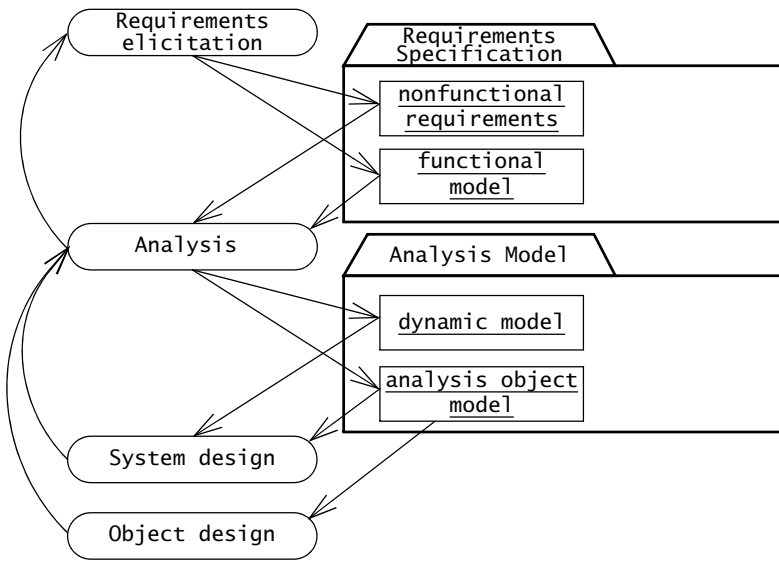 Requirements
elicitation
Requirements
Specification
nonfunctional
requirements
functional
model
Analysis
Analysis Model
dynamic model
analysis object
model
System design
Object design